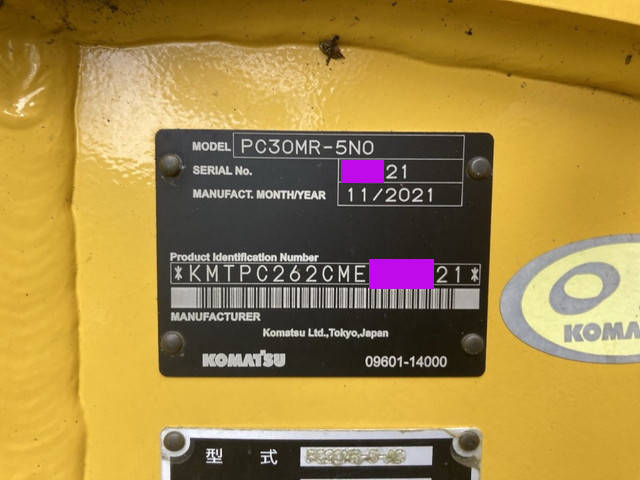 MODEL PC30MR-5N0
SERIAL No. 21
MANUFACT. MONTH/YEAR 11/2021
Product Identification Number
*KMTPC262CME 21*
MANUFACTURER
Komatsu Ltd.,Tokyo,Japan
KOMATSU 09601-14000
KOMA
型 式